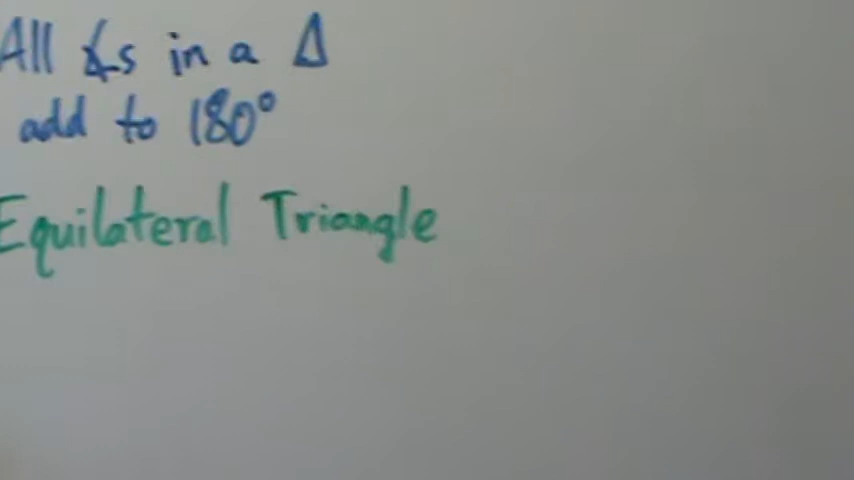 All ∡s in a Δ
add to 180°
Equilateral Triangle